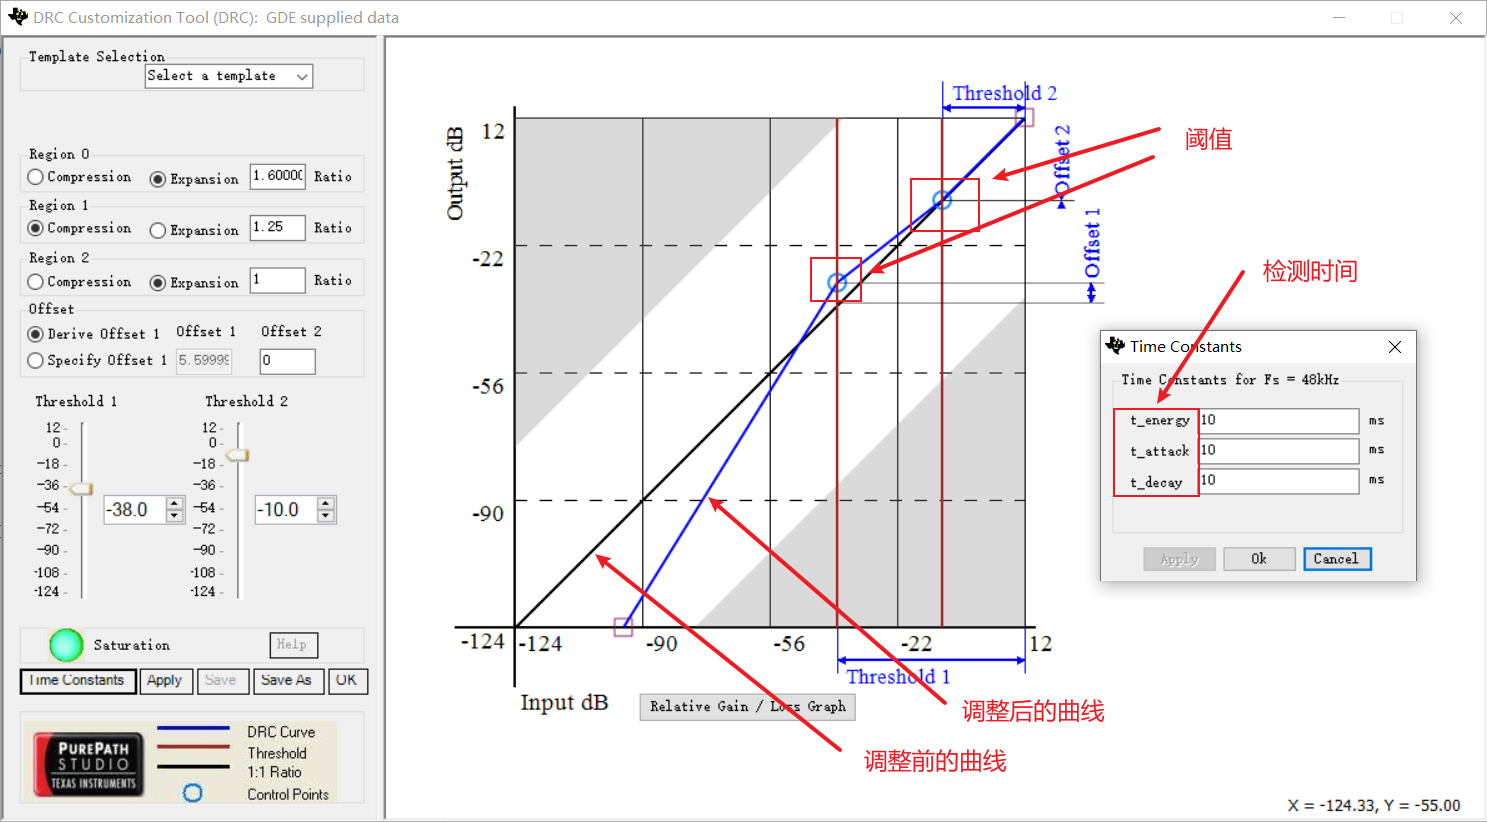 DRC Customization Tool (DRC): GDE supplied data
Template Selection
Select a template
Region 0
Compression Expansion 1.6000 Ratio
Region 1
Compression Expansion 1.25 Ratio
Region 2
Compression Expansion 1 Ratio
Offset
Derive Offset 1 Offset 1 Offset 2
Specify Offset 1 5.5999 0
Threshold 1 Threshold 2
12 12
0 0
-18 -18
-36 -36
-54 -54
-72 -72
-90 -90
-108 -108
-124 -124
-38.0 -10.0
Saturation Help
Time Constants Apply Save Save As OK
PUREPATH
STUDIO
TEXAS INSTRUMENTS
DRC Curve
Threshold
1:1 Ratio
Control Points
Output dB
12
-22
-56
-90
-124
-124 -90 -56 -22 12
Input dB
Threshold 2
Offset 2
Offset 1
Threshold 1
Relative Gain / Loss Graph
阈值
检测时间
调整后的曲线
调整前的曲线
Time Constants
Time Constants for Fs = 48kHz
t_energy 10 ms
t_attack 10 ms
t_decay 10 ms
Apply Ok Cancel
X = -124.33, Y = -55.00